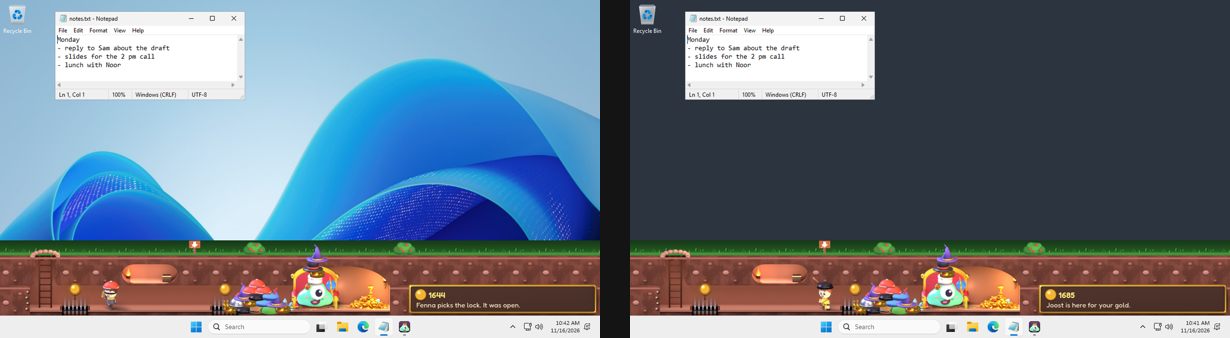 Recycle Bin
notes.txt - Notepad
File Edit Format View Help
Monday
- reply to Sam about the draft
- slides for the 2 pm call
- lunch with Noor
Ln 1, Col 1 100% Windows (CRLF) UTF-8
1644
Fenna picks the lock. It was open.
Search
10:42 AM
11/16/2026
Recycle Bin
notes.txt - Notepad
File Edit Format View Help
Monday
- reply to Sam about the draft
- slides for the 2 pm call
- lunch with Noor
Ln 1, Col 1 100% Windows (CRLF) UTF-8
1685
Joost is here for your gold.
Search
10:41 AM
11/16/2026